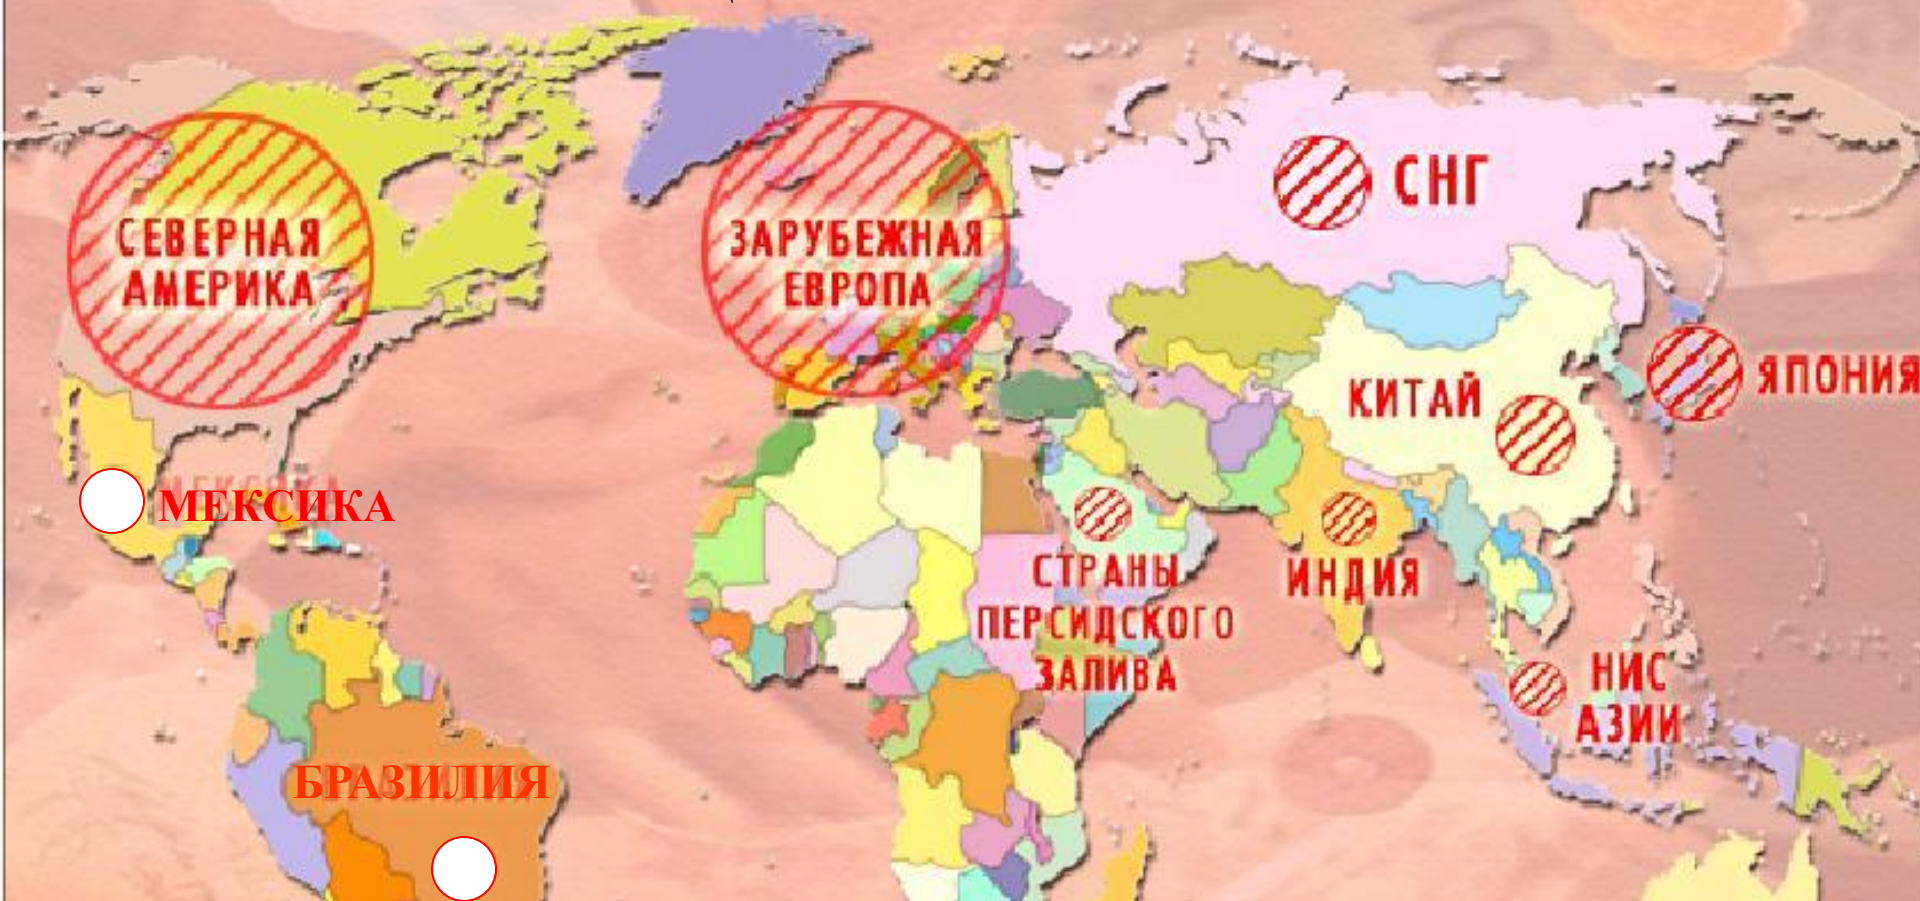 СЕВЕРНАЯ
АМЕРИКА
ЗАРУБЕЖНАЯ
ЕВРОПА
СНГ
ЯПОНИЯ
КИТАЙ
МЕКСИКА
СТРАНЫ
ПЕРСИДСКОГО
ЗАЛИВА
ИНДИЯ
НИС
АЗИИ
БРАЗИЛИЯ